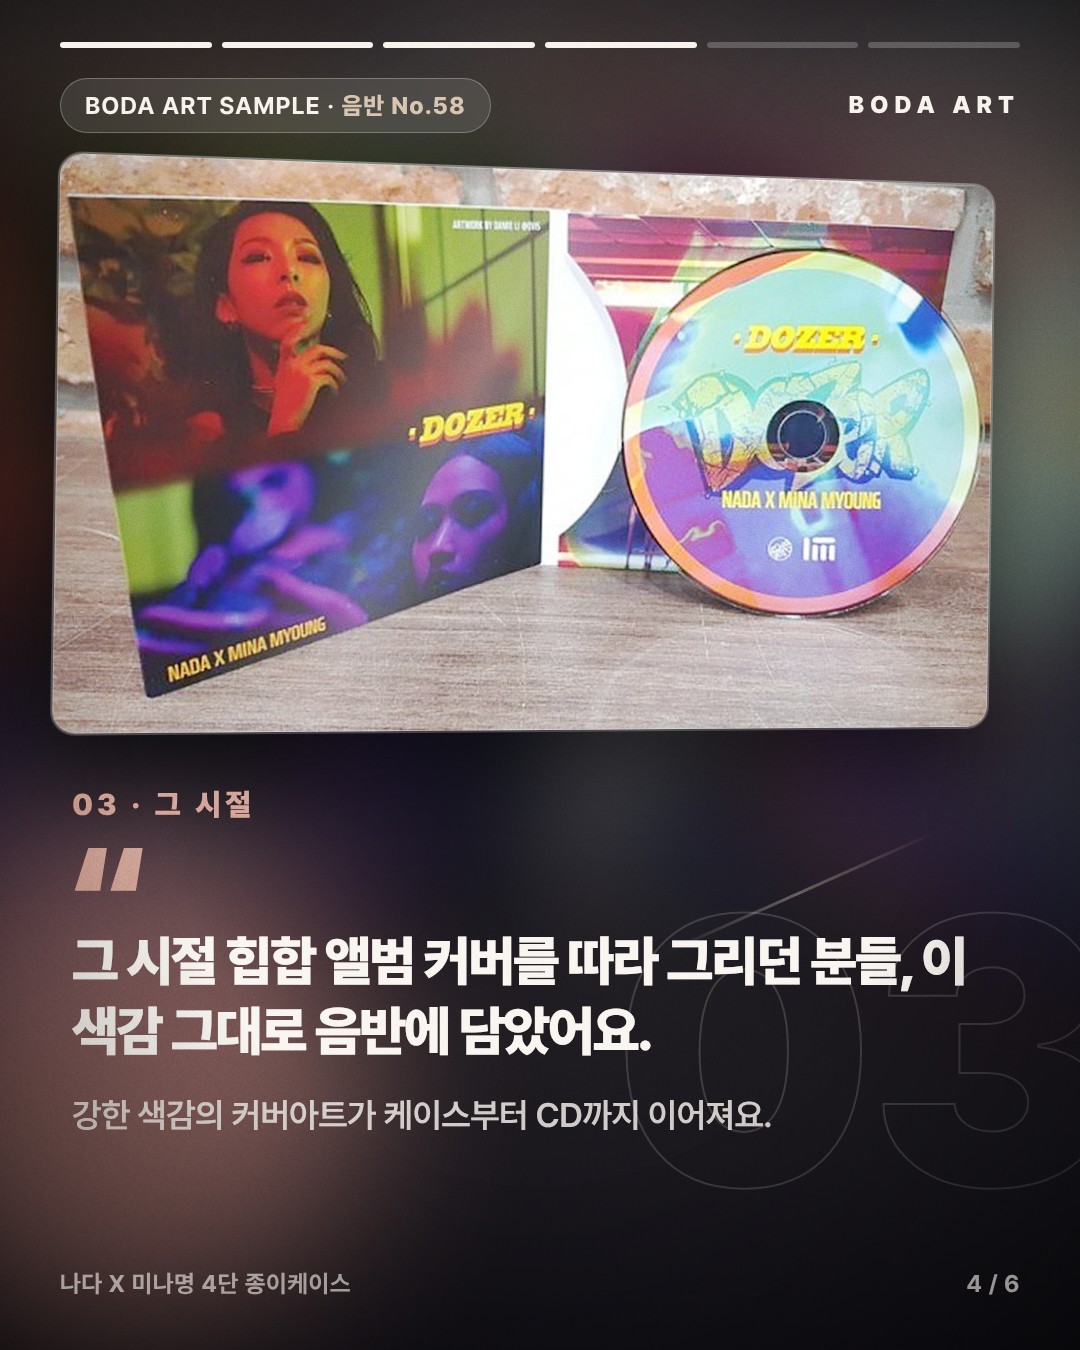 BODA ART SAMPLE · 음반 No.58
BODA ART
ARTWORK BY DAMIE LI @DVIS
· DOZER ·
NADA X MINA MYOUNG
· DOZER ·
DOZER
NADA X MINA MYOUNG
03 · 그 시절
"
그 시절 힙합 앨범 커버를 따라 그리던 분들, 이
색감 그대로 음반에 담았어요.
강한 색감의 커버아트가 케이스부터 CD까지 이어져요.
03
나다 X 미나명 4단 종이케이스
4 / 6